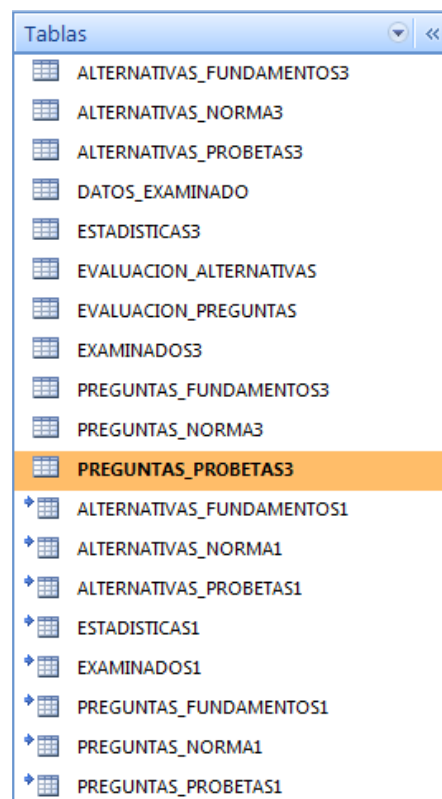 Tablas
ALTERNATIVAS_FUNDAMENTOS3
ALTERNATIVAS_NORMA3
ALTERNATIVAS_PROBETAS3
DATOS_EXAMINADO
ESTADISTICAS3
EVALUACION_ALTERNATIVAS
EVALUACION_PREGUNTAS
EXAMINADOS3
PREGUNTAS_FUNDAMENTOS3
PREGUNTAS_NORMA3
PREGUNTAS_PROBETAS3
ALTERNATIVAS_FUNDAMENTOS1
ALTERNATIVAS_NORMA1
ALTERNATIVAS_PROBETAS1
ESTADISTICAS1
EXAMINADOS1
PREGUNTAS_FUNDAMENTOS1
PREGUNTAS_NORMA1
PREGUNTAS_PROBETAS1